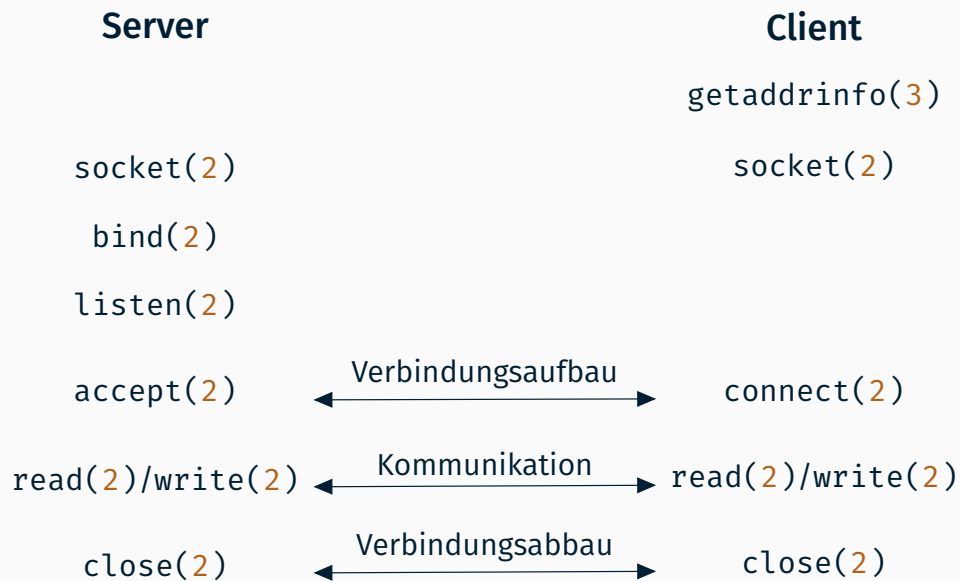 Server Client
getaddrinfo(3)
socket(2) socket(2)
bind(2)
listen(2)
accept(2) Verbindungsaufbau connect(2)
read(2)/write(2) Kommunikation read(2)/write(2)
close(2) Verbindungsabbau close(2)